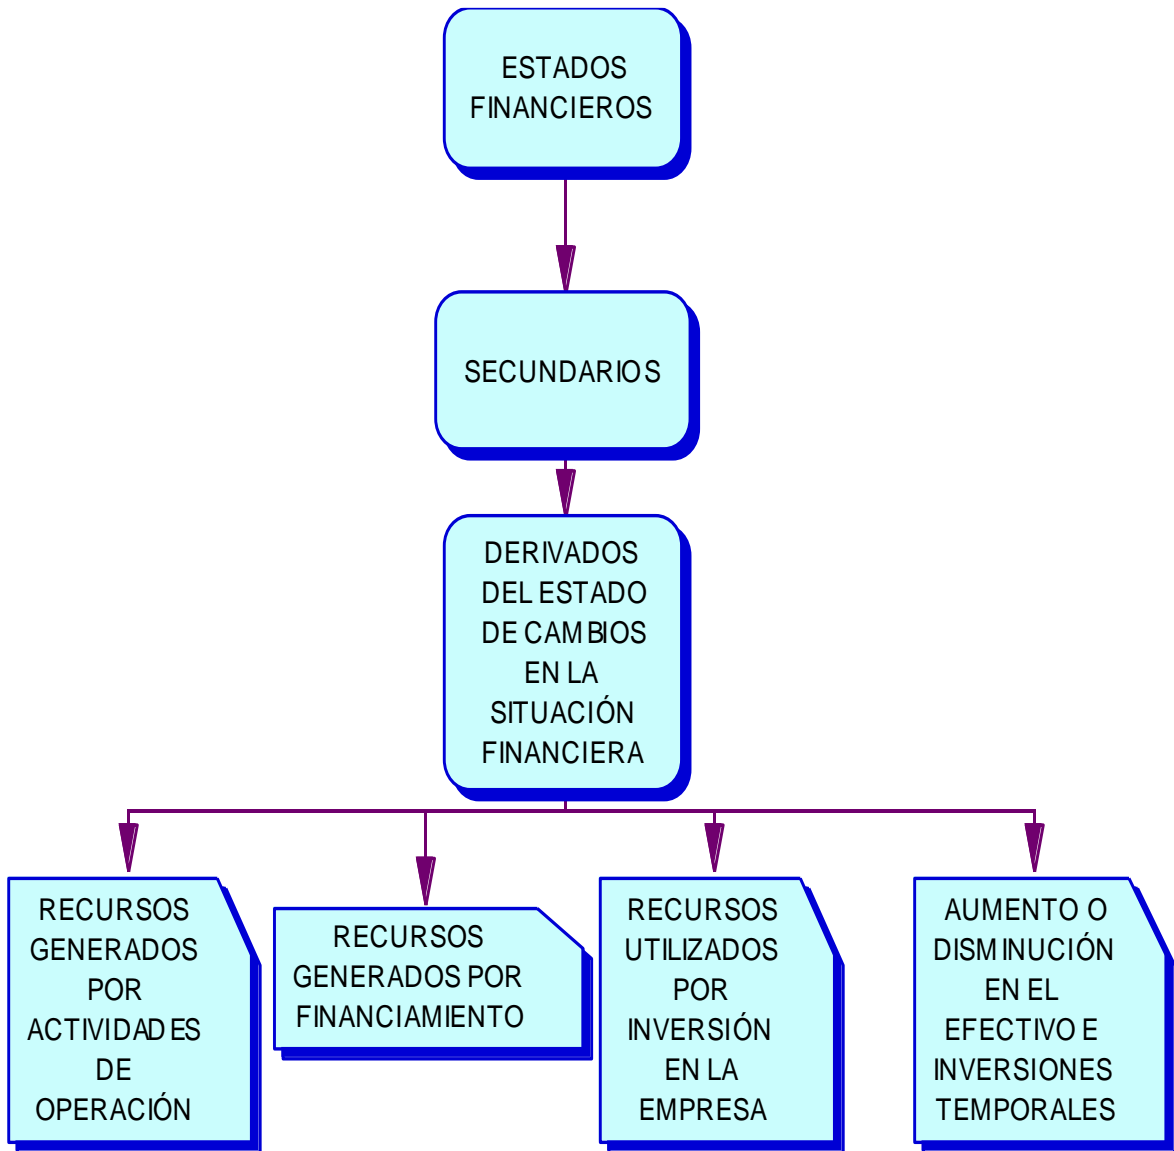 ESTADOS
FINANCIEROS
SECUNDARIOS
DERIVADOS
DEL ESTADO
DE CAMBIOS
EN LA
SITUACIÓN
FINANCIERA
RECURSOS
GENERADOS
POR
ACTIVIDADES
DE
OPERACIÓN
RECURSOS
GENERADOS POR
FINANCIAMIENTO
RECURSOS
UTILIZADOS
POR
INVERSIÓN
EN LA
EMPRESA
AUMENTO O
DISMINUCIÓN
EN EL
EFECTIVO E
INVERSIONES
TEMPORALES